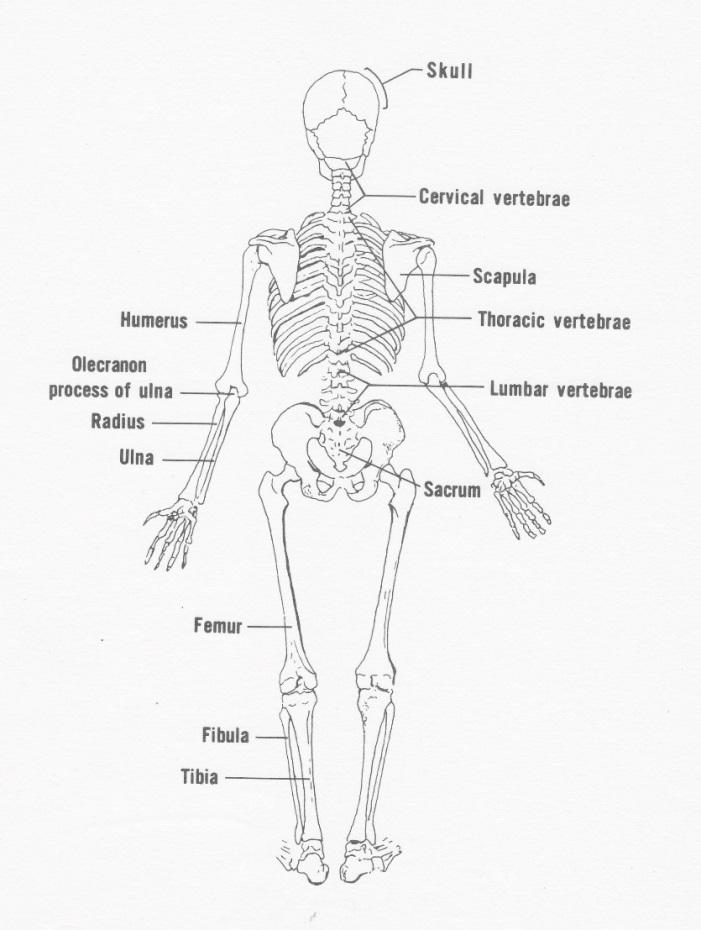 Skull
Cervical vertebrae
Scapula
Humerus
Thoracic vertebrae
Olecranon
process of ulna
Lumbar vertebrae
Radius
Ulna
Sacrum
Femur
Fibula
Tibia